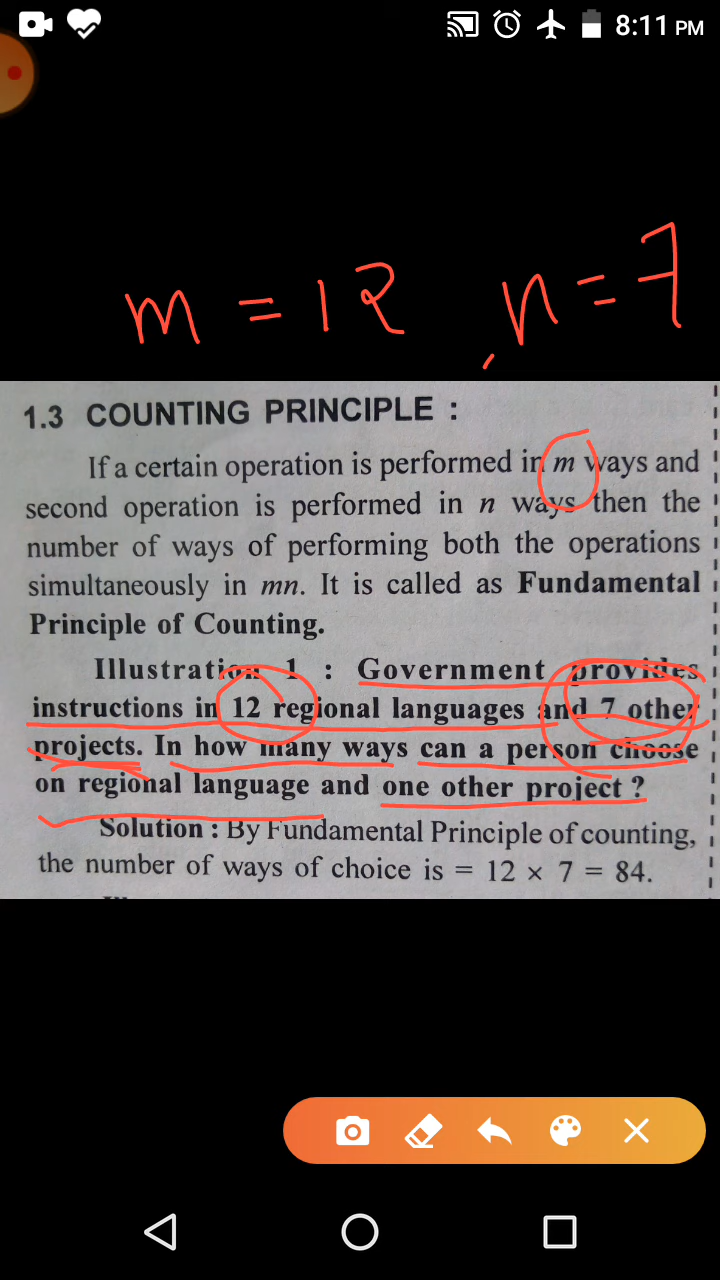 8:11 PM
m = 12 , n = 7
1.3 COUNTING PRINCIPLE :
If a certain operation is performed in m ways and
second operation is performed in n ways then the
number of ways of performing both the operations
simultaneously in mn. It is called as Fundamental
Principle of Counting.
Illustration 1 : Government provides
instructions in 12 regional languages and 7 other
projects. In how many ways can a person choose
on regional language and one other project ?
Solution : By Fundamental Principle of counting,
the number of ways of choice is = 12 × 7 = 84.